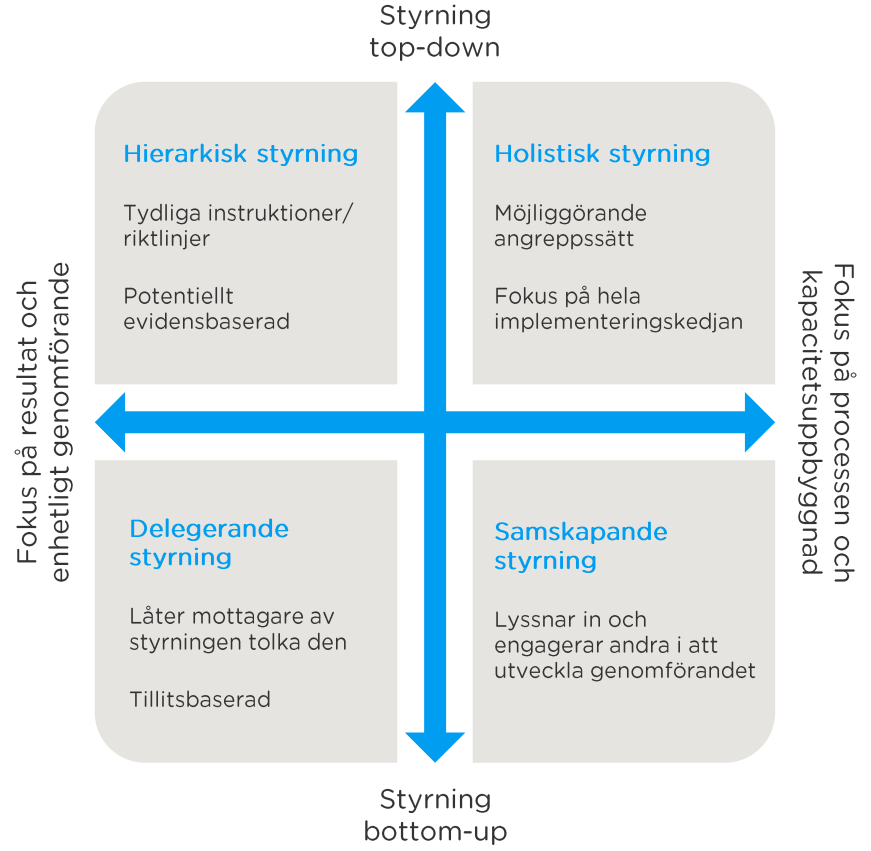 Styrning
top-down
Hierarkisk styrning
Tydliga instruktioner/
riktlinjer
Potentiellt
evidensbaserad
Holistisk styrning
Möjliggörande
angreppssätt
Fokus på hela
implementeringskedjan
Fokus på resultat och
enhetligt genomförande
Fokus på processen och
kapacitetsuppbyggnad
Delegerande
styrning
Låter mottagare av
styrningen tolka den
Tillitsbaserad
Samskapande
styrning
Lyssnar in och
engagerar andra i att
utveckla genomförandet
Styrning
bottom-up